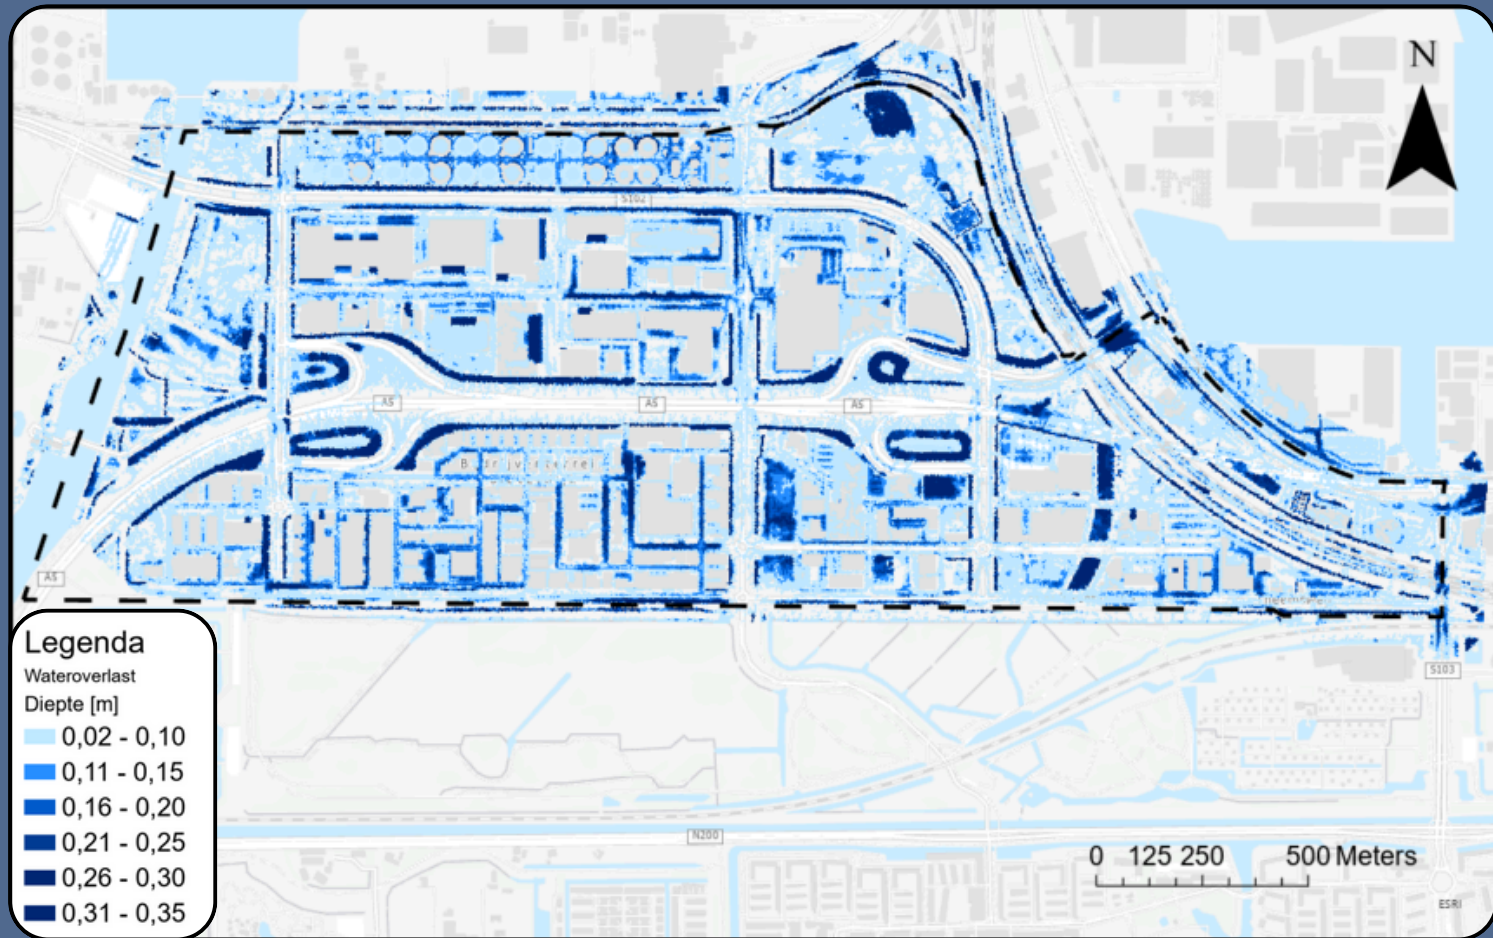 N
S102
A5
A5
A5
A5
S103
N200
Legenda
Wateroverlast
Diepte [m]
0,02 - 0,10
0,11 - 0,15
0,16 - 0,20
0,21 - 0,25
0,26 - 0,30
0,31 - 0,35
0 125 250 500 Meters
ESRI